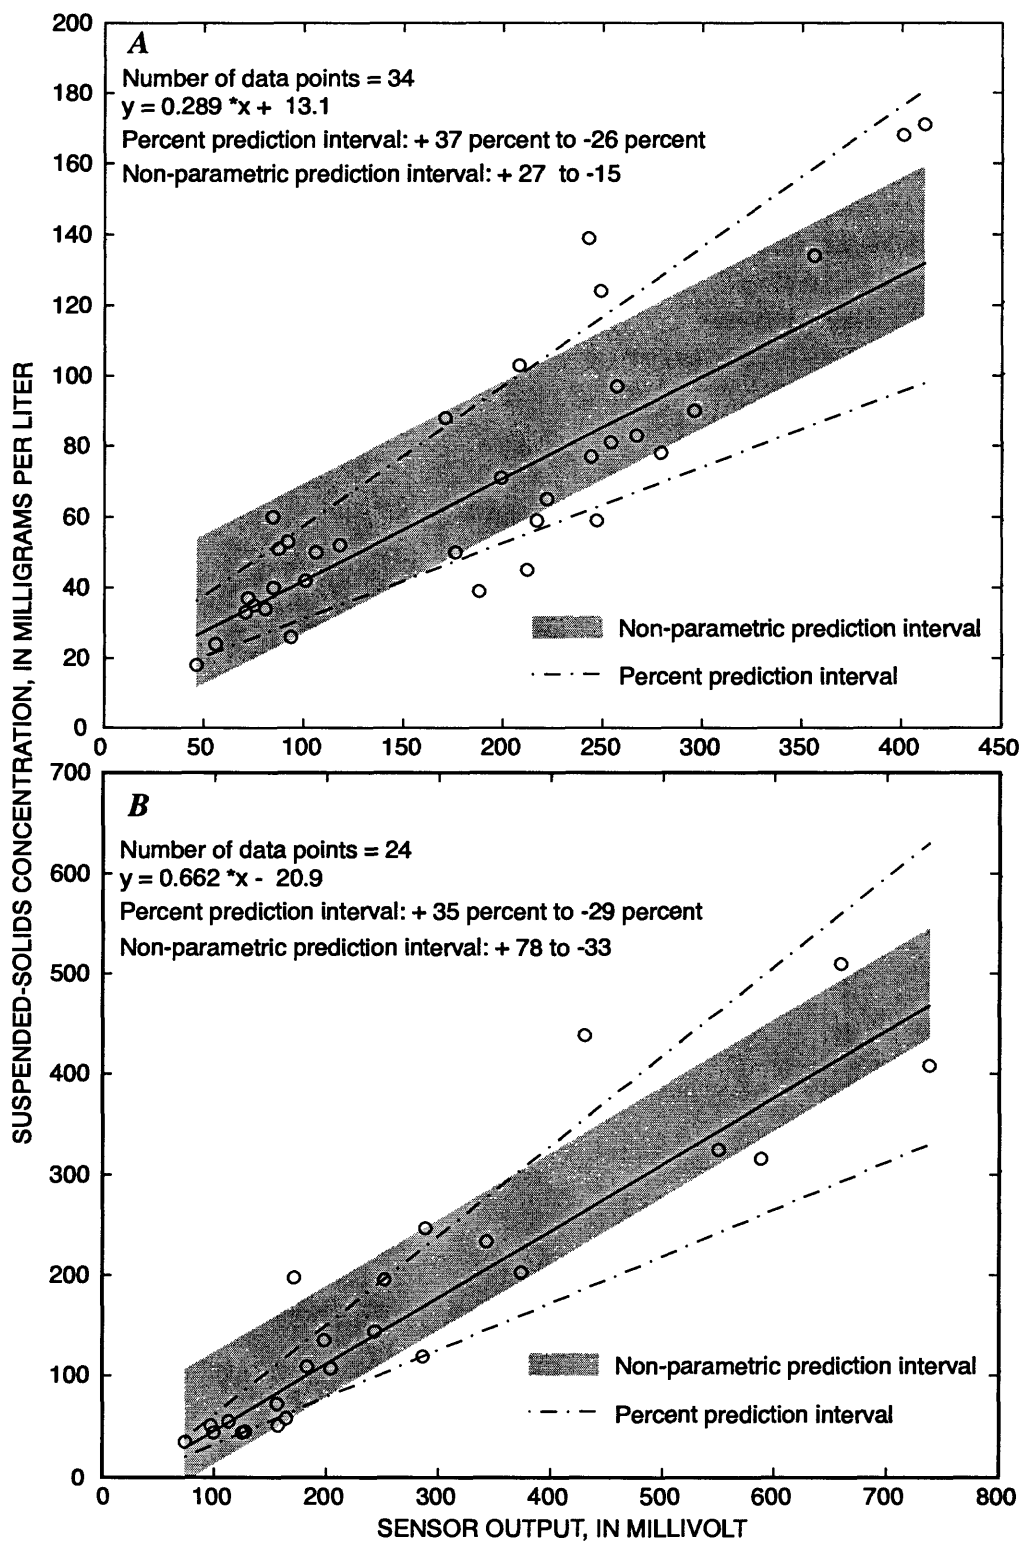 SUSPENDED-SOLIDS CONCENTRATION, IN MILLIGRAMS PER LITER
A
Number of data points = 34
y = 0.289 *x + 13.1
Percent prediction interval: + 37 percent to -26 percent
Non-parametric prediction interval: + 27 to -15
200
180
160
140
120
100
80
60
40
20
0
Non-parametric prediction interval
Percent prediction interval
0 50 100 150 200 250 300 350 400 450
B
Number of data points = 24
y = 0.662 *x - 20.9
Percent prediction interval: + 35 percent to -29 percent
Non-parametric prediction interval: + 78 to -33
700
600
500
400
300
200
100
0
Non-parametric prediction interval
Percent prediction interval
0 100 200 300 400 500 600 700 800
SENSOR OUTPUT, IN MILLIVOLT